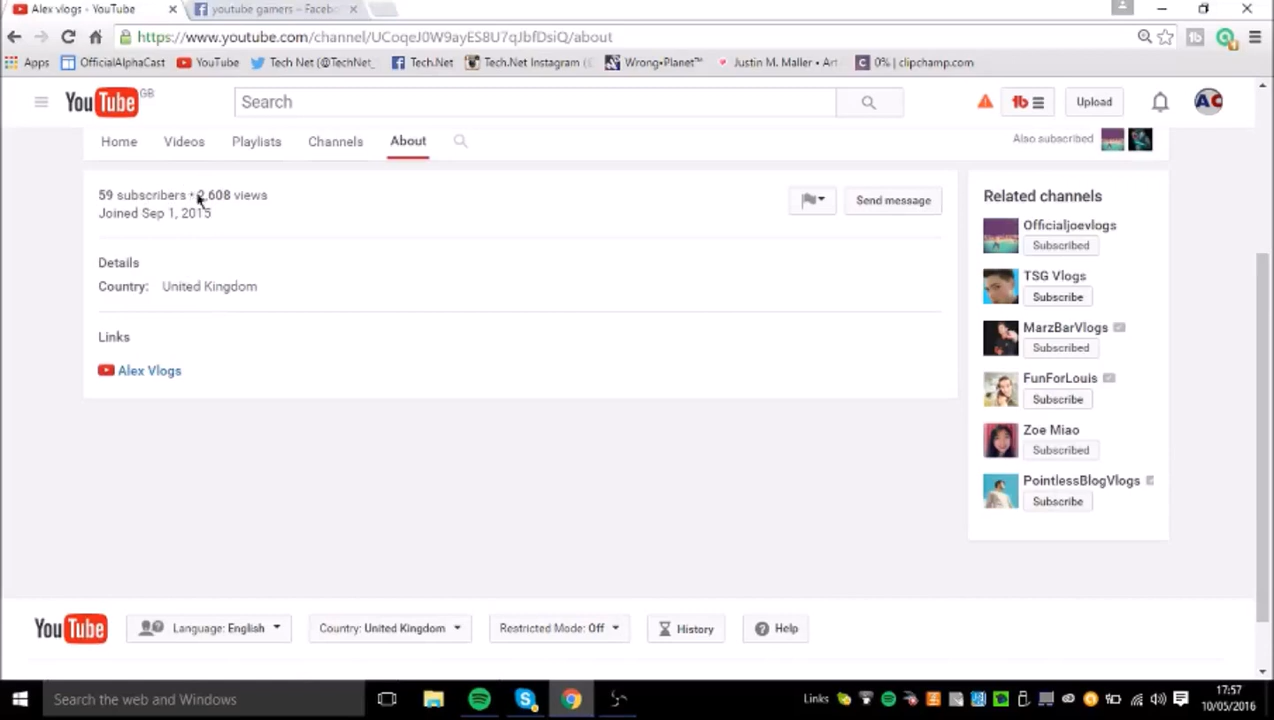 Alex vlogs - YouTube
youtube gamers – Facebo
https://www.youtube.com/channel/UCoqeJ0W9ayES8U7qJbfDsiQ/about
Apps OfficialAlphaCast YouTube Tech Net (@TechNet_ Tech.Net Tech.Net Instagram ( Wrong•Planet™ Justin M. Maller • Art 0% | clipchamp.com
YouTube GB
Search
Upload
AC
Home Videos Playlists Channels About
Also subscribed
59 subscribers • 2,608 views
Joined Sep 1, 2015
Send message
Details
Country: United Kingdom
Links
Alex Vlogs
Related channels
Officialjoevlogs
Subscribed
TSG Vlogs
Subscribe
MarzBarVlogs
Subscribed
FunForLouis
Subscribe
Zoe Miao
Subscribed
PointlessBlogVlogs
Subscribe
YouTube
Language: English
Country: United Kingdom
Restricted Mode: Off
History
Help
Search the web and Windows
Links
17:57
10/05/2016